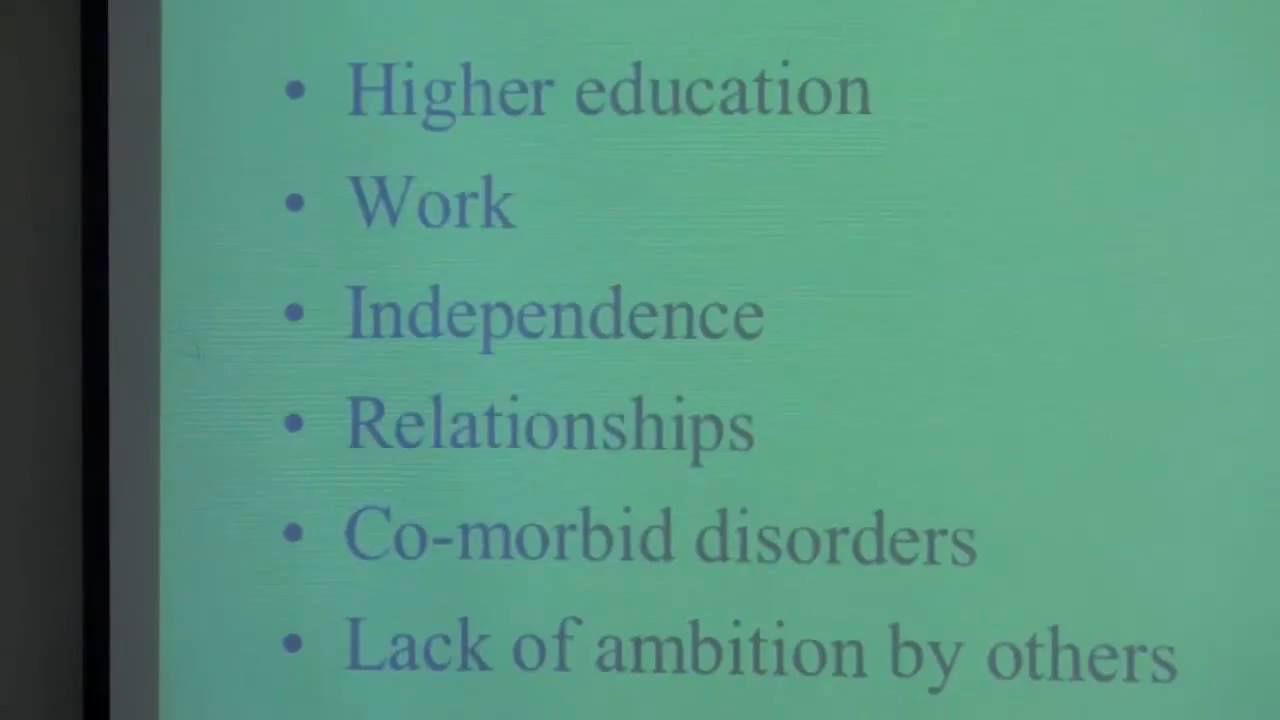 • Higher education
• Work
• Independence
• Relationships
• Co-morbid disorders
• Lack of ambition by others